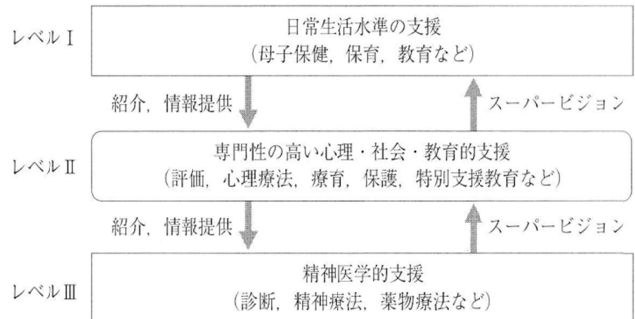 レベルⅠ
日常生活水準の支援
(母子保健，保育，教育など)
紹介，情報提供
スーパービジョン
レベルⅡ
専門性の高い心理・社会・教育的支援
(評価，心理療法，療育，保護，特別支援教育など)
紹介，情報提供
スーパービジョン
レベルⅢ
精神医学的支援
(診断，精神療法，薬物療法など)